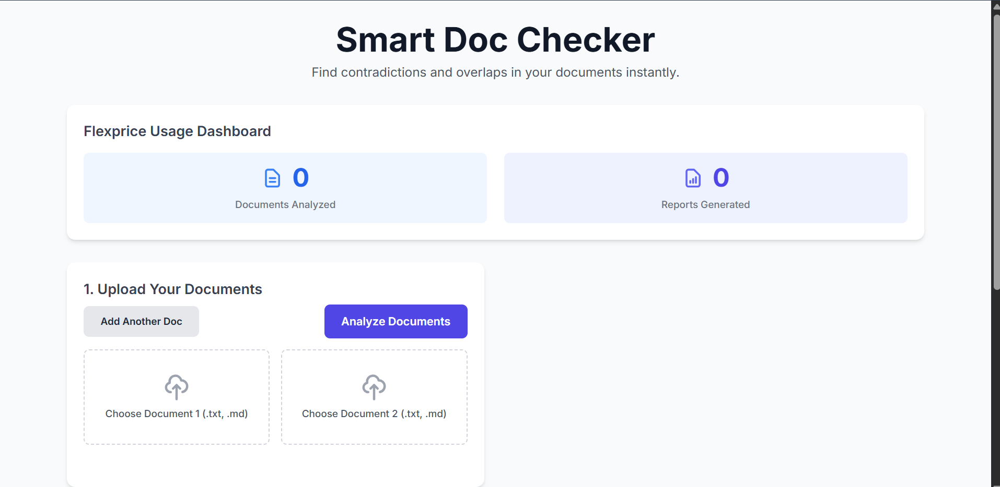 Smart Doc Checker
Find contradictions and overlaps in your documents instantly.
Flexprice Usage Dashboard
0
Documents Analyzed
0
Reports Generated
1. Upload Your Documents
Add Another Doc
Analyze Documents
Choose Document 1 (.txt, .md)
Choose Document 2 (.txt, .md)